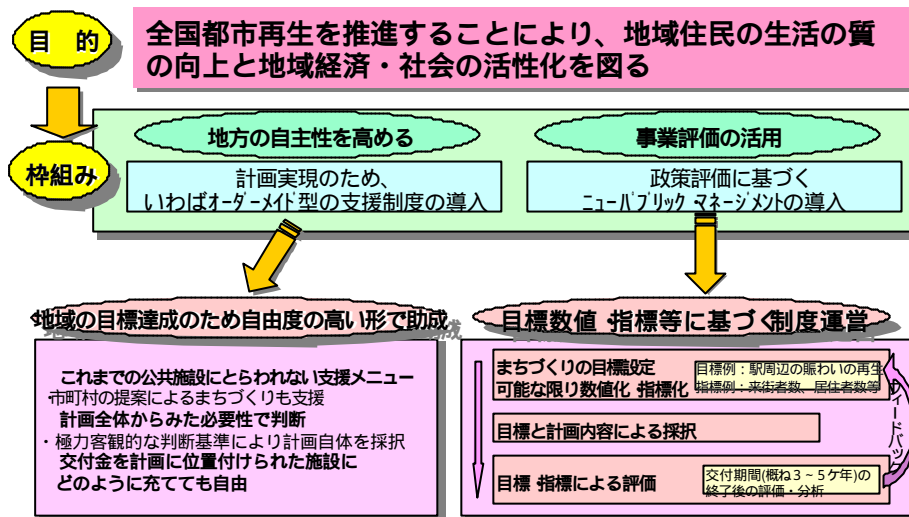 目 的
全国都市再生を推進することにより、地域住民の生活の質
の向上と地域経済・社会の活性化を図る
枠組み
地方の自主性を高める
計画実現のため、
いわばオーダーメイド型の支援制度の導入
事業評価の活用
政策評価に基づく
ニューパブリック マネージメントの導入
地域の目標達成のため自由度の高い形で助成
これまでの公共施設にとらわれない支援メニュー
・市町村の提案によるまちづくりも支援
計画全体からみた必要性で判断
・極力客観的な判断基準により計画自体を採択
交付金を計画に位置付けられた施設に
どのように充てても自由
目標数値・指標等に基づく制度運営
まちづくりの目標設定
可能な限り数値化・指標化
目標例：駅周辺の賑わいの再生
指標例：来街者数、居住者数等
目標と計画内容による採択
目標・指標による評価
交付期間(概ね３～５ケ年)の
終了後の評価・分析
フィードバック